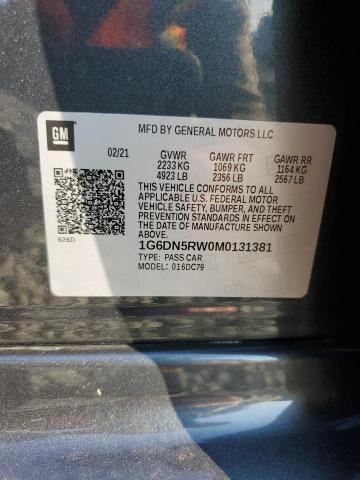 GM
MFD BY GENERAL MOTORS LLC
02/21 GVWR GAWR FRT GAWR RR
2233 KG 1069 KG 1164 KG
4923 LB 2356 LB 2567 LB
THIS VEHICLE CONFORMS TO ALL
APPLICABLE U.S. FEDERAL MOTOR
VEHICLE SAFETY, BUMPER, AND THEFT
PREVENTION STANDARDS IN EFFECT ON
THE DATE OF MANUFACTURE SHOWN
ABOVE.
626D
1G6DN5RW0M0131381
TYPE: PASS CAR
MODEL: 016DC79